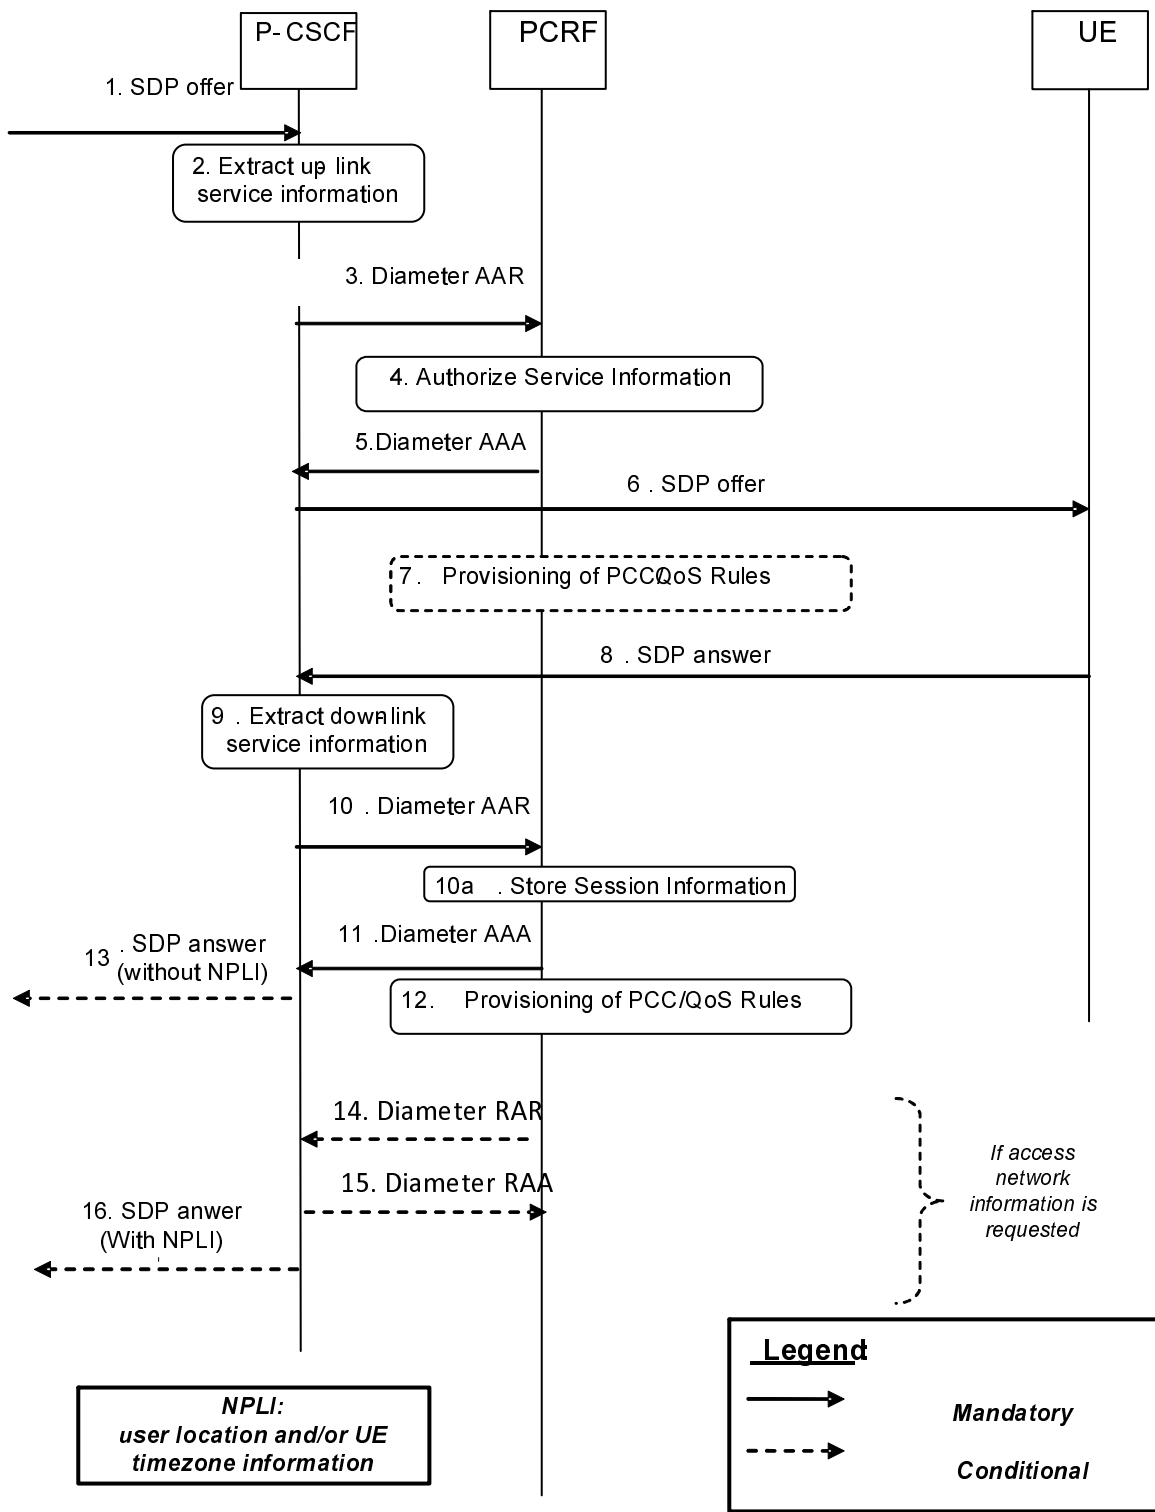 P-CSCF
PCRF
UE
1. SDP offer
2. Extract up-link
service information
3. Diameter AAR
4. Authorize Service Information
5.Diameter AAA
6 . SDP offer
7 . Provisioning of PCC/QoS Rules
8 . SDP answer
9 . Extract down-link
service information
10 . Diameter AAR
10a . Store Session Information
11 .Diameter AAA
13 . SDP answer
(without NPLI)
12. Provisioning of PCC/QoS Rules
14. Diameter RAR
15. Diameter RAA
16. SDP anwer
(With NPLI)
If access
network
information is
requested
Legend:
Mandatory
Conditional
NPLI:
user location and/or UE
timezone information